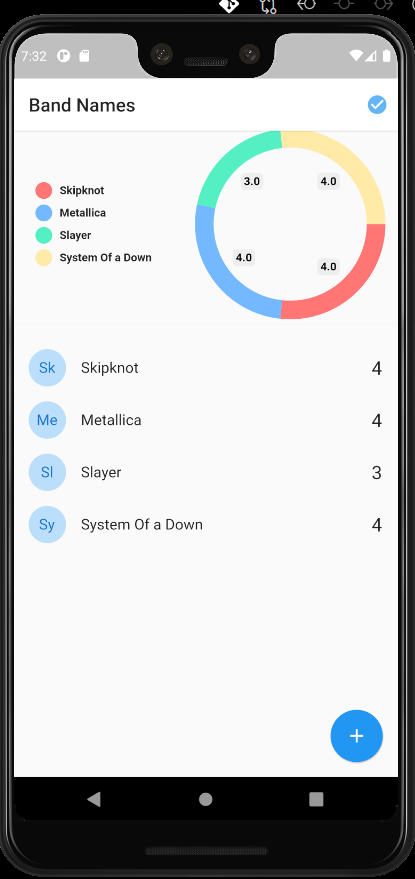 7:32
Band Names
Skipknot
Metallica
Slayer
System Of a Down
3.0
4.0
4.0
4.0
Sk Skipknot 4
Me Metallica 4
Sl Slayer 3
Sy System Of a Down 4
+